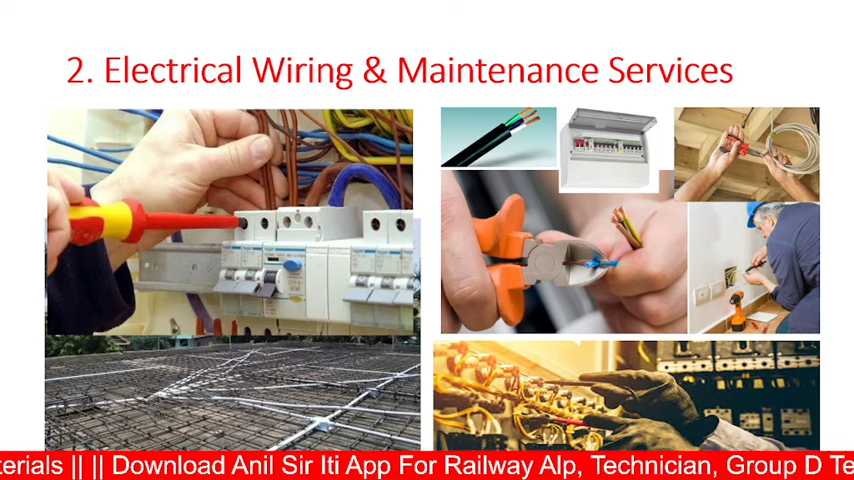 2. Electrical Wiring & Maintenance Services
terials || || Download Anil Sir Iti App For Railway Alp, Technician, Group D Te